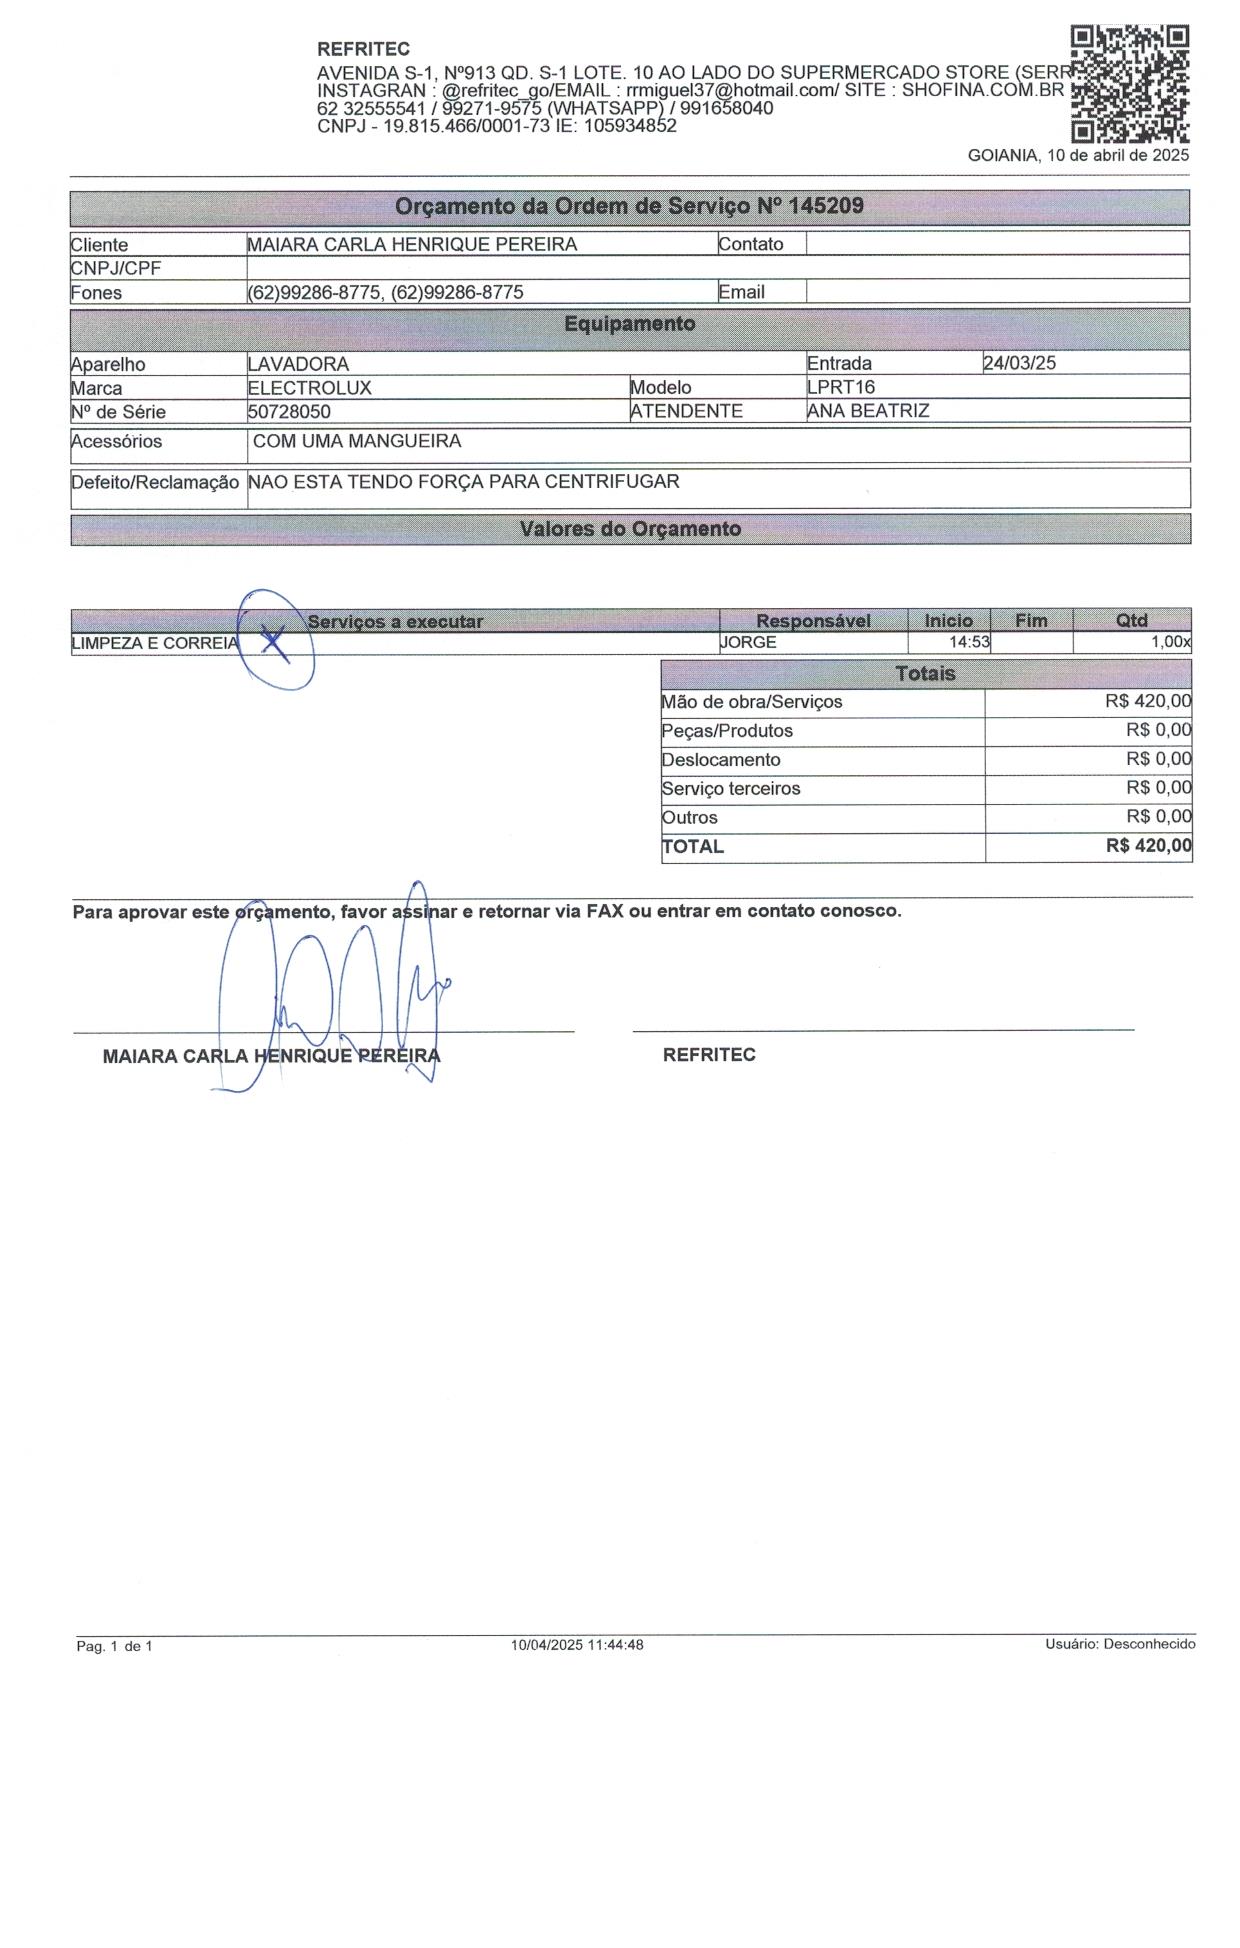 REFRITEC
AVENIDA S-1, Nº913 QD. S-1 LOTE. 10 AO LADO DO SUPERMERCADO STORE (SERR
INSTAGRAN : @refritec_go/EMAIL : rrmiguel37@hotmail.com/ SITE : SHOFINA.COM.BR
62 32555541 / 99271-9575 (WHATSAPP) / 991658040
CNPJ - 19.815.466/0001-73 IE: 105934852
GOIANIA, 10 de abril de 2025
Orçamento da Ordem de Serviço Nº 145209
Cliente MAIARA CARLA HENRIQUE PEREIRA Contato
CNPJ/CPF
Fones (62)99286-8775, (62)99286-8775 Email
Equipamento
Aparelho LAVADORA Entrada 24/03/25
Marca ELECTROLUX Modelo LPRT16
Nº de Série 50728050 ATENDENTE ANA BEATRIZ
Acessórios COM UMA MANGUEIRA
Defeito/Reclamação NAO ESTA TENDO FORÇA PARA CENTRIFUGAR
Valores do Orçamento
Serviços a executar Responsável Inicio Fim Qtd
LIMPEZA E CORREIA X JORGE 14:53 1,00x
Totais
Mão de obra/Serviços R$ 420,00
Peças/Produtos R$ 0,00
Deslocamento R$ 0,00
Serviço terceiros R$ 0,00
Outros R$ 0,00
TOTAL R$ 420,00
Para aprovar este orçamento, favor assinar e retornar via FAX ou entrar em contato conosco.
MAIARA CARLA HENRIQUE PEREIRA REFRITEC
Pag. 1 de 1 10/04/2025 11:44:48 Usuário: Desconhecido